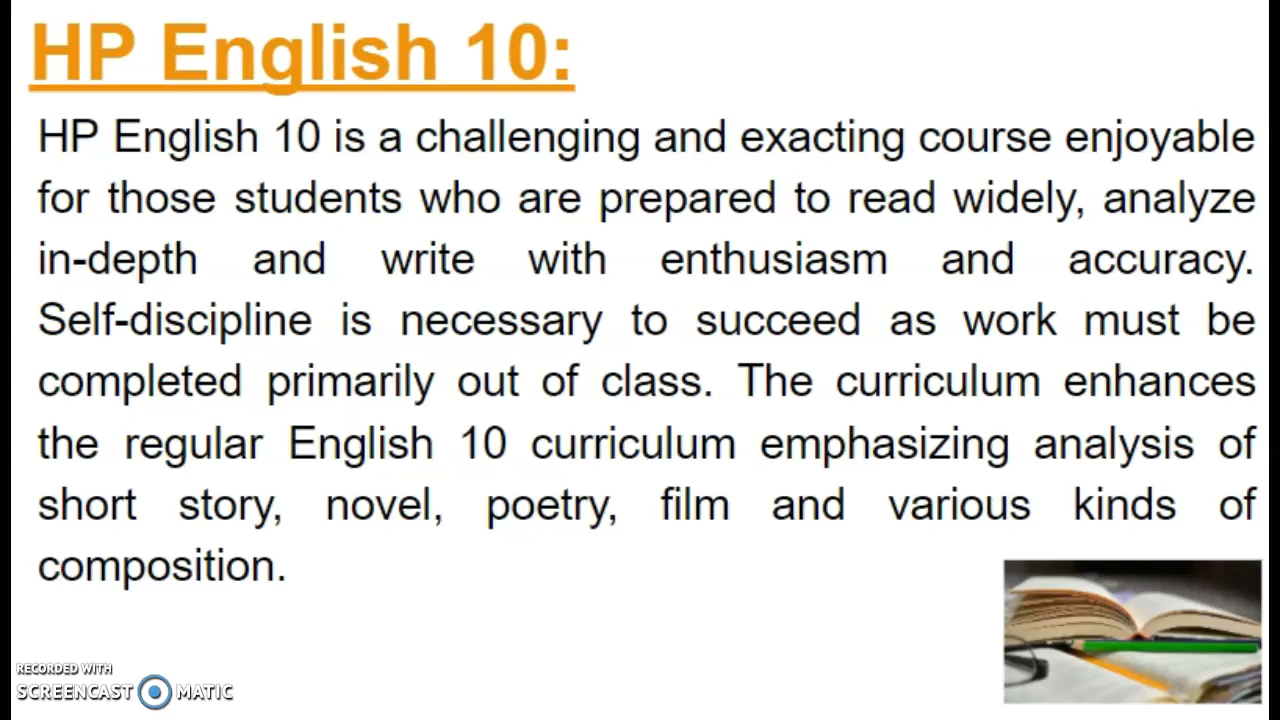 HP English 10:
HP English 10 is a challenging and exacting course enjoyable
for those students who are prepared to read widely, analyze
in-depth and write with enthusiasm and accuracy.
Self-discipline is necessary to succeed as work must be
completed primarily out of class. The curriculum enhances
the regular English 10 curriculum emphasizing analysis of
short story, novel, poetry, film and various kinds of
composition.
RECORDED WITH
SCREENCAST MATIC